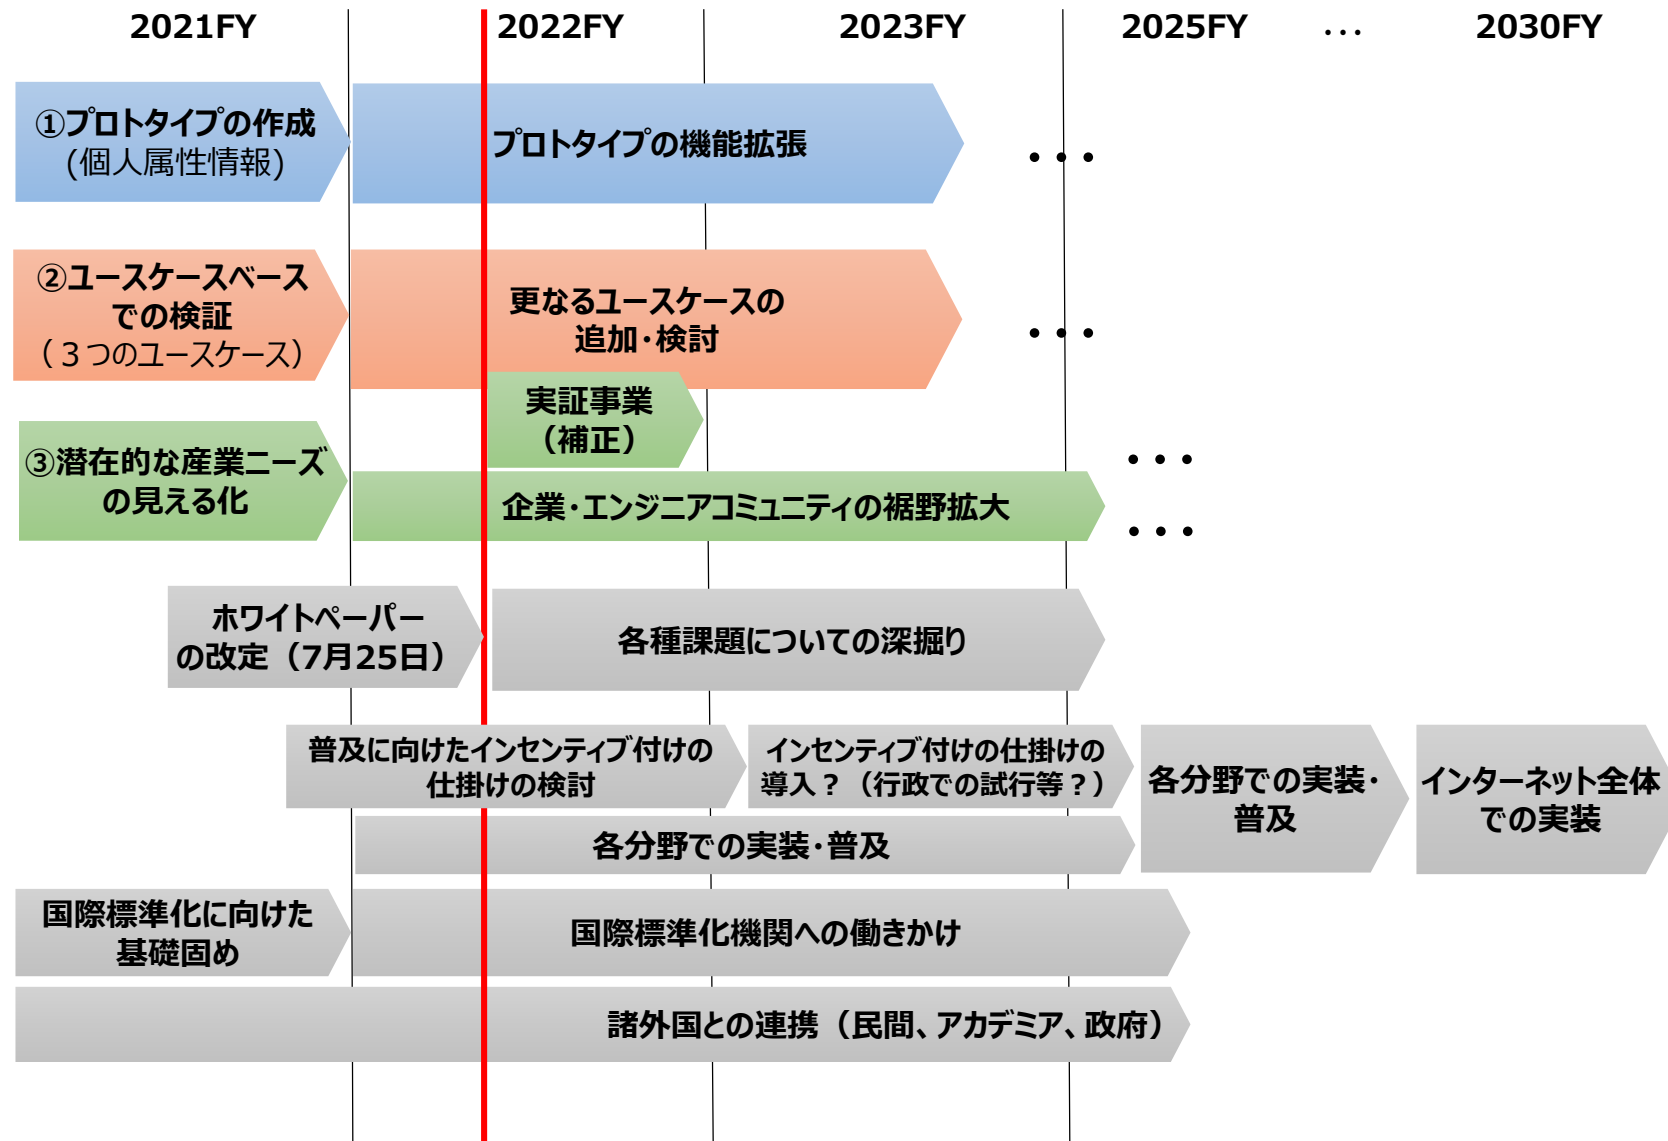 2021FY
2022FY
2023FY
2025FY
...
2030FY
①プロトタイプの作成
(個人属性情報)
プロトタイプの機能拡張
・・・
②ユースケースベース
での検証
（３つのユースケース）
更なるユースケースの
追加・検討
・・・
実証事業
（補正）
③潜在的な産業ニーズ
の見える化
・・・
企業・エンジニアコミュニティの裾野拡大
・・・
ホワイトペーパー
の改定（7月25日）
各種課題についての深掘り
普及に向けたインセンティブ付けの
仕掛けの検討
インセンティブ付けの仕掛けの
導入？（行政での試行等？）
各分野での実装・
普及
インターネット全体
での実装
各分野での実装・普及
国際標準化に向けた
基礎固め
国際標準化機関への働きかけ
諸外国との連携（民間、アカデミア、政府）